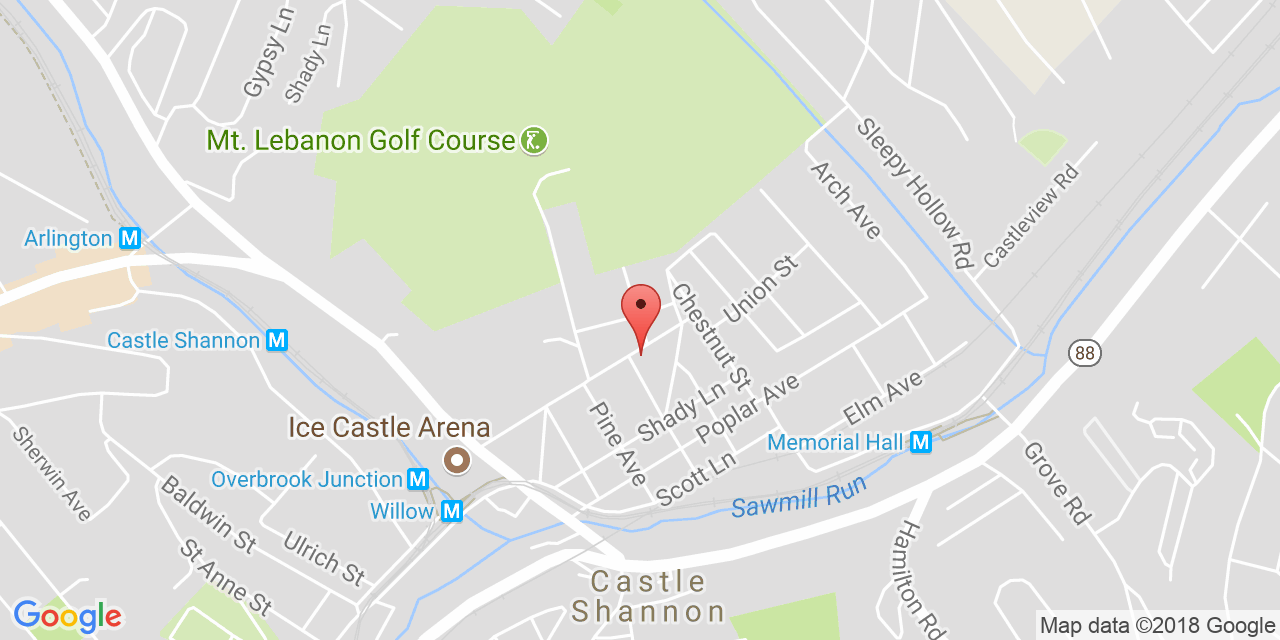 Gypsy Ln
Shady Ln
Mt. Lebanon Golf Course
Sleepy Hollow Rd
Arch Ave
Castleview Rd
Arlington M
Union St
Chestnut St
Castle Shannon M
88
Shady Ln
Poplar Ave
Elm Ave
Pine Ave
Ice Castle Arena
Memorial Hall M
Sherwin Ave
Overbrook Junction M
Scott Ln
Grove Rd
Willow M
Sawmill Run
Baldwin St
Ulrich St
St Anne St
Hamilton Rd
Castle
Shannon
Google
Map data ©2018 Google